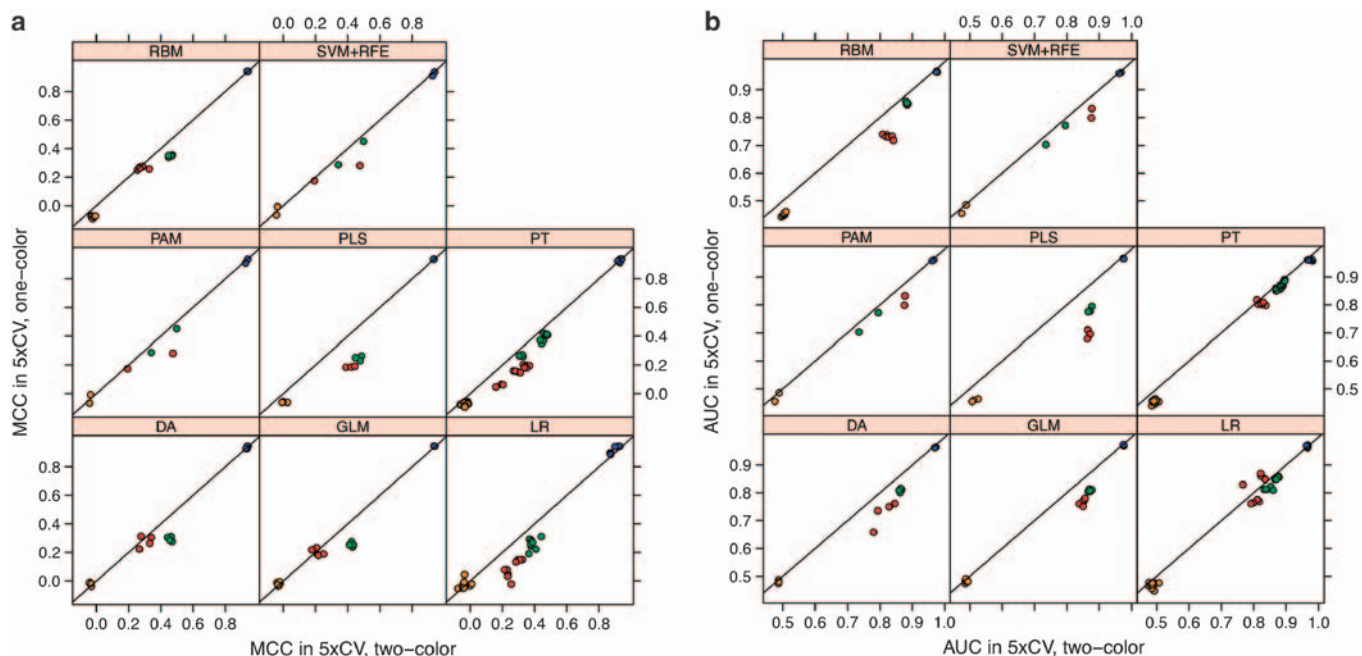 a
0.0 0.2 0.4 0.6 0.8
RBM SVM+RFE
0.8
0.6
0.4
0.2
0.0
PAM PLS PT
0.8
0.6
0.4
0.2
0.0
DA GLM LR
0.8
0.6
0.4
0.2
0.0
0.0 0.2 0.4 0.6 0.8 0.0 0.2 0.4 0.6 0.8
MCC in 5xCV, one-color
MCC in 5xCV, two-color
b
0.5 0.6 0.7 0.8 0.9 1.0
RBM SVM+RFE
0.9
0.8
0.7
0.6
0.5
PAM PLS PT
0.9
0.8
0.7
0.6
0.5
DA GLM LR
0.9
0.8
0.7
0.6
0.5
0.5 0.6 0.7 0.8 0.9 1.0 0.5 0.6 0.7 0.8 0.9 1.0
AUC in 5xCV, one-color
AUC in 5xCV, two-color